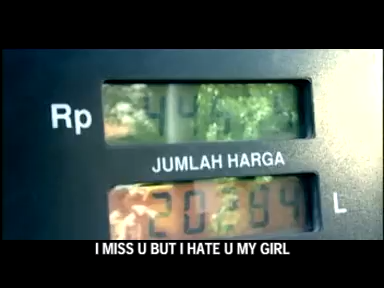 Rp
JUMLAH HARGA
L
I MISS U BUT I HATE U MY GIRL